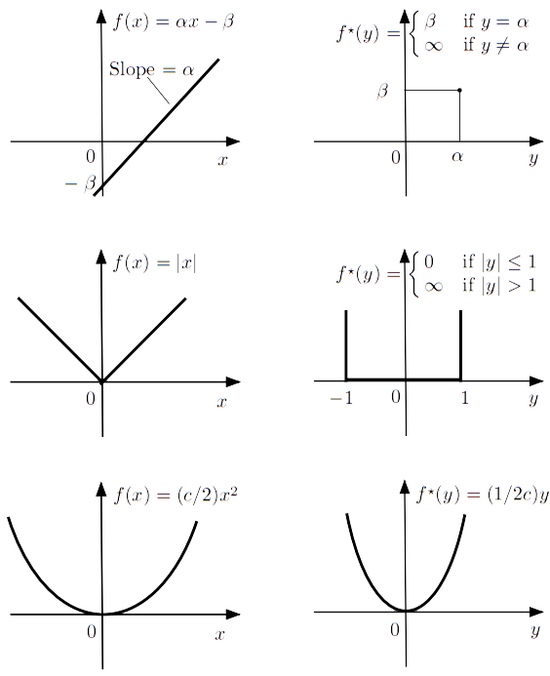 f(x) = αx − β
Slope = α
0
x
− β
f⋆(y) = { β if y = α
∞ if y ≠ α
β
0
α
y
f(x) = |x|
0
x
f⋆(y) = { 0 if |y| ≤ 1
∞ if |y| > 1
−1
0
1
y
f(x) = (c/2)x²
0
x
f⋆(y) = (1/2c)y
0
y